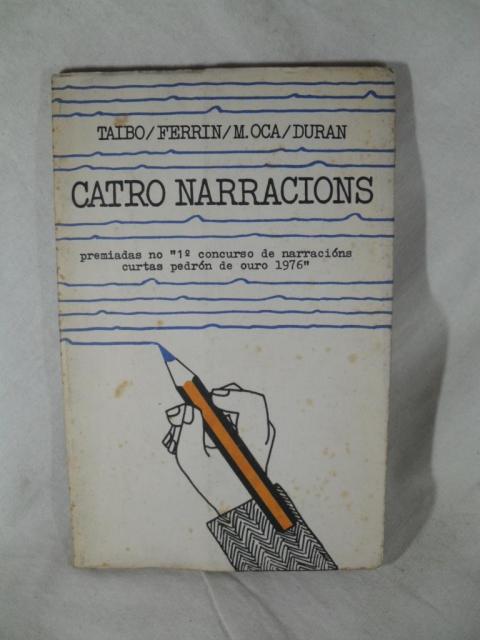 TAIBO/FERRIN/M.OCA/DURAN
CATRO NARRACIONS
premiadas no "1º concurso de narracións
curtas pedrón de ouro 1976"